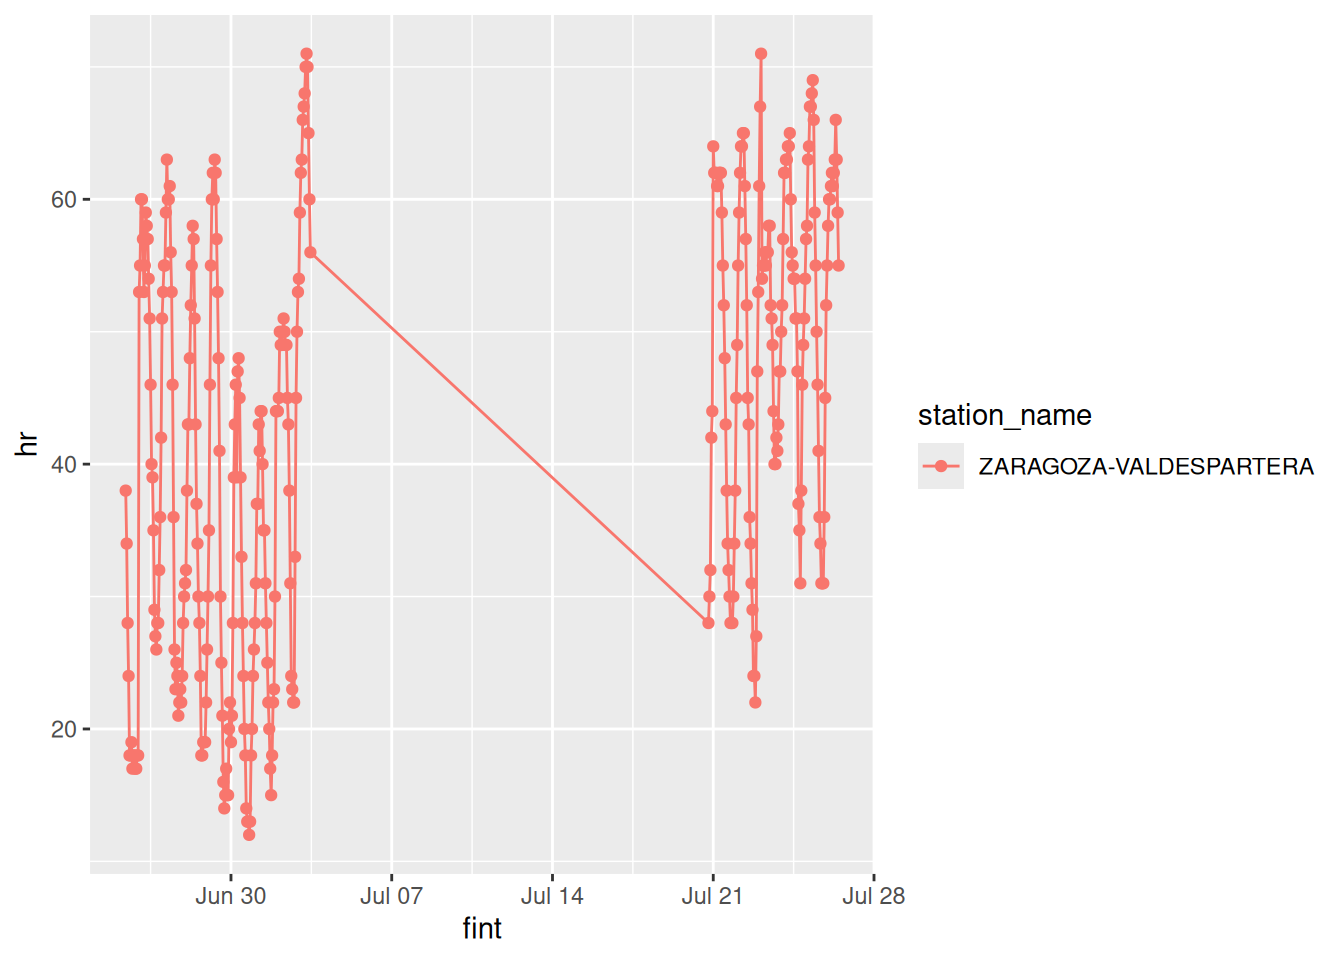 hr
60
40
20
Jun 30
Jul 07
Jul 14
Jul 21
Jul 28
fint
station_name
ZARAGOZA-VALDESPARTERA